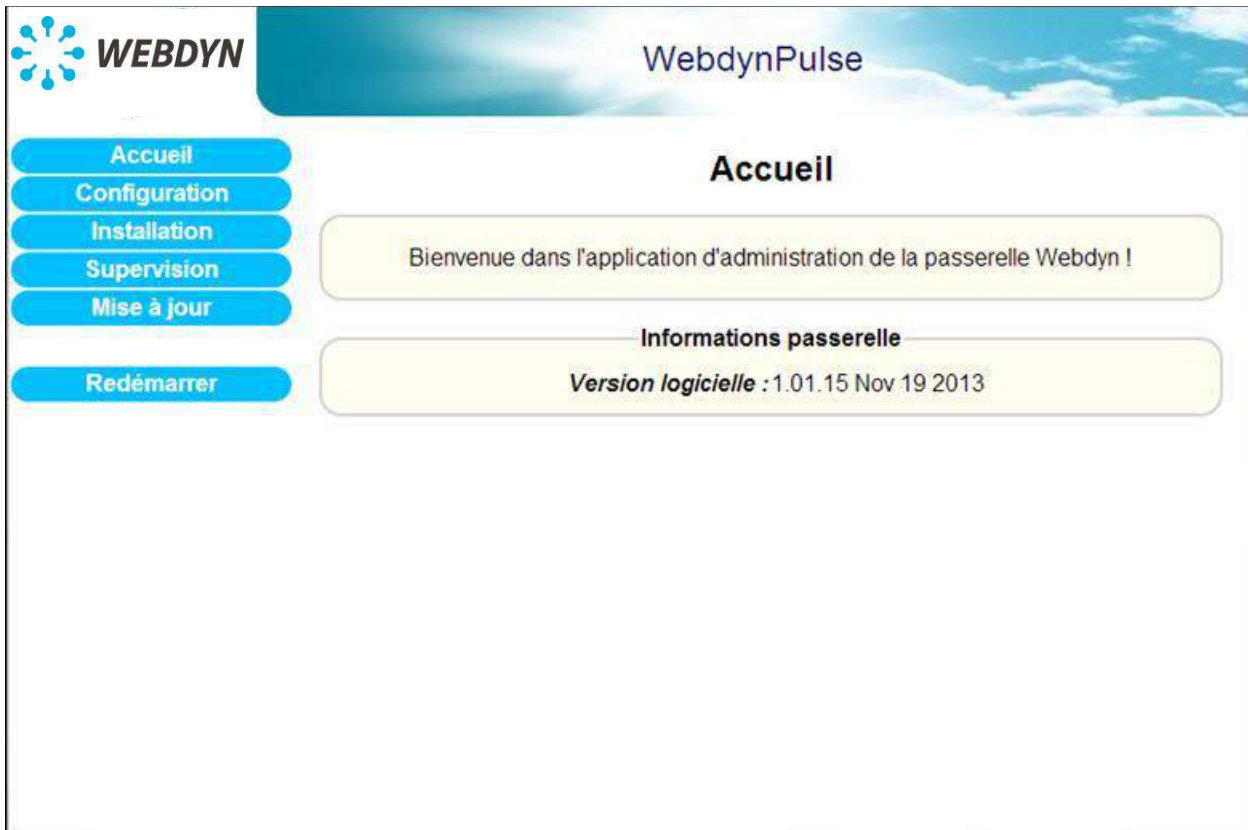 WEBDYN
WebdynPulse
Accueil
Configuration
Installation
Supervision
Mise à jour
Redémarrer
Accueil
Bienvenue dans l'application d'administration de la passerelle Webdyn !
Informations passerelle
Version logicielle : 1.01.15 Nov 19 2013